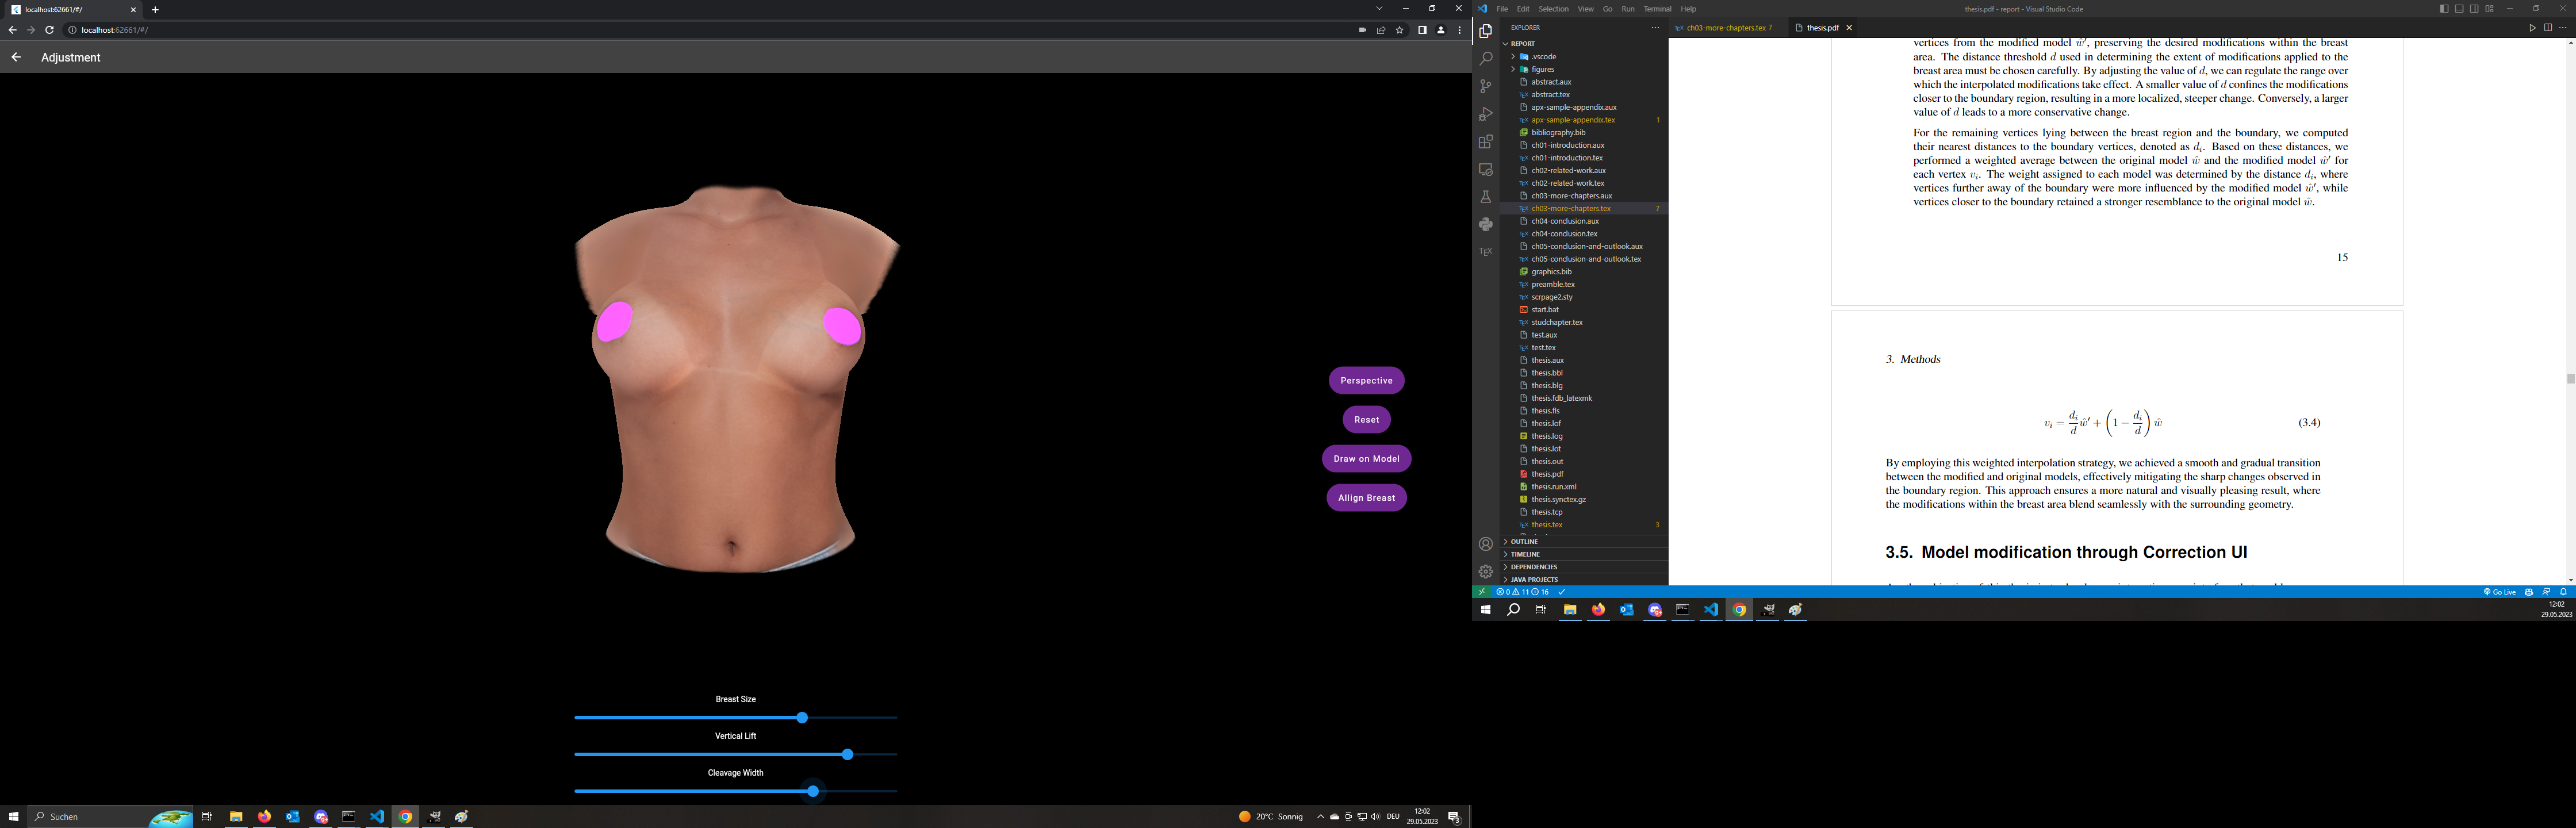 localhost:62661/#/
localhost:62661/#/
Adjustment
Perspective
Reset
Draw on Model
Allign Breast
Breast Size
Vertical Lift
Cleavage Width
Suchen
20°C Sonnig
DEU
12:02
29.05.2023
3
File Edit Selection View Go Run Terminal Help
thesis.pdf - report - Visual Studio Code
EXPLORER
ch03-more-chapters.tex 7
thesis.pdf
REPORT
.vscode
figures
abstract.aux
abstract.tex
apx-sample-appendix.aux
apx-sample-appendix.tex 1
bibliography.bib
ch01-introduction.aux
ch01-introduction.tex
ch02-related-work.aux
ch02-related-work.tex
ch03-more-chapters.aux
ch03-more-chapters.tex 7
ch04-conclusion.aux
ch04-conclusion.tex
ch05-conclusion-and-outlook.aux
ch05-conclusion-and-outlook.tex
graphics.bib
preamble.tex
scrpage2.sty
start.bat
studchapter.tex
test.aux
test.tex
thesis.aux
thesis.bbl
thesis.blg
thesis.fdb_latexmk
thesis.fls
thesis.lof
thesis.log
thesis.lot
thesis.out
thesis.pdf
thesis.run.xml
thesis.synctex.gz
thesis.tcp
thesis.tex 3
OUTLINE
TIMELINE
DEPENDENCIES
JAVA PROJECTS
vertices from the modified model ŵ′, preserving the desired modifications within the breast
area. The distance threshold d used in determining the extent of modifications applied to the
breast area must be chosen carefully. By adjusting the value of d, we can regulate the range over
which the interpolated modifications take effect. A smaller value of d confines the modifications
closer to the boundary region, resulting in a more localized, steeper change. Conversely, a larger
value of d leads to a more conservative change.
For the remaining vertices lying between the breast region and the boundary, we computed
their nearest distances to the boundary vertices, denoted as dᵢ. Based on these distances, we
performed a weighted average between the original model ŵ and the modified model ŵ′ for
each vertex vᵢ. The weight assigned to each model was determined by the distance dᵢ, where
vertices further away of the boundary were more influenced by the modified model ŵ′, while
vertices closer to the boundary retained a stronger resemblance to the original model ŵ.
15
3. Methods
vᵢ = dᵢ/d ŵ′ + (1 − dᵢ/d) ŵ (3.4)
By employing this weighted interpolation strategy, we achieved a smooth and gradual transition
between the modified and original models, effectively mitigating the sharp changes observed in
the boundary region. This approach ensures a more natural and visually pleasing result, where
the modifications within the breast area blend seamlessly with the surrounding geometry.
3.5. Model modification through Correction UI
0 11 16
Go Live
12:02
29.05.2023